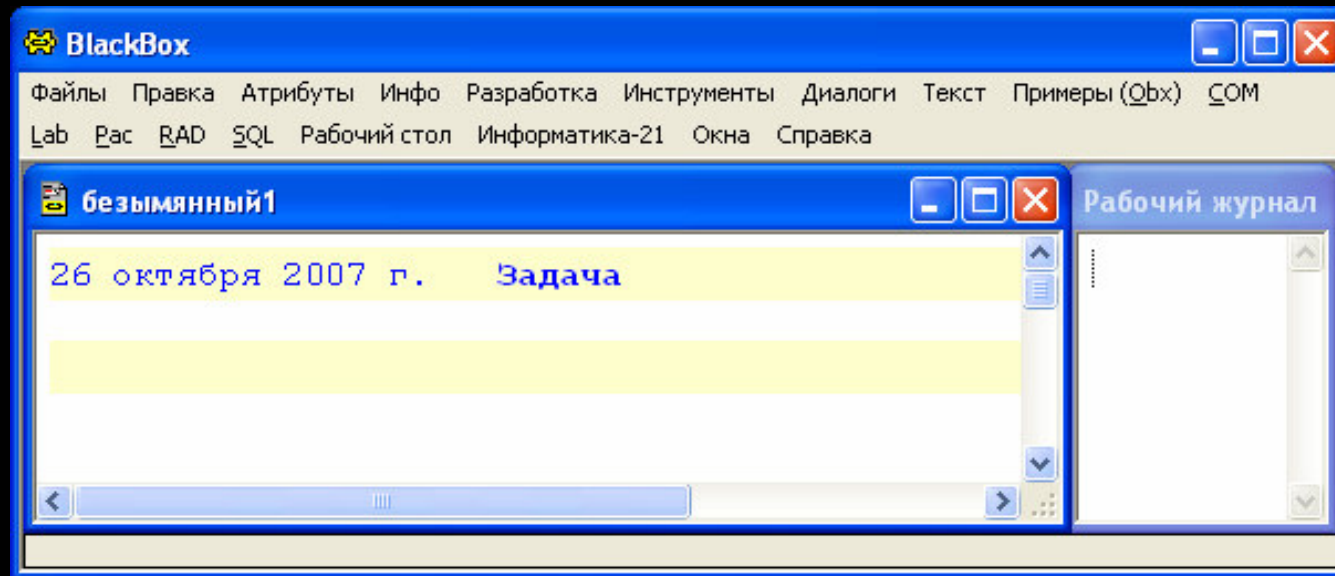 BlackBox
Файлы Правка Атрибуты Инфо Разработка Инструменты Диалоги Текст Примеры (Obx) COM
Lab Pac RAD SQL Рабочий стол Информатика-21 Окна Справка
безымянный1
Рабочий журнал
26 октября 2007 г. Задача